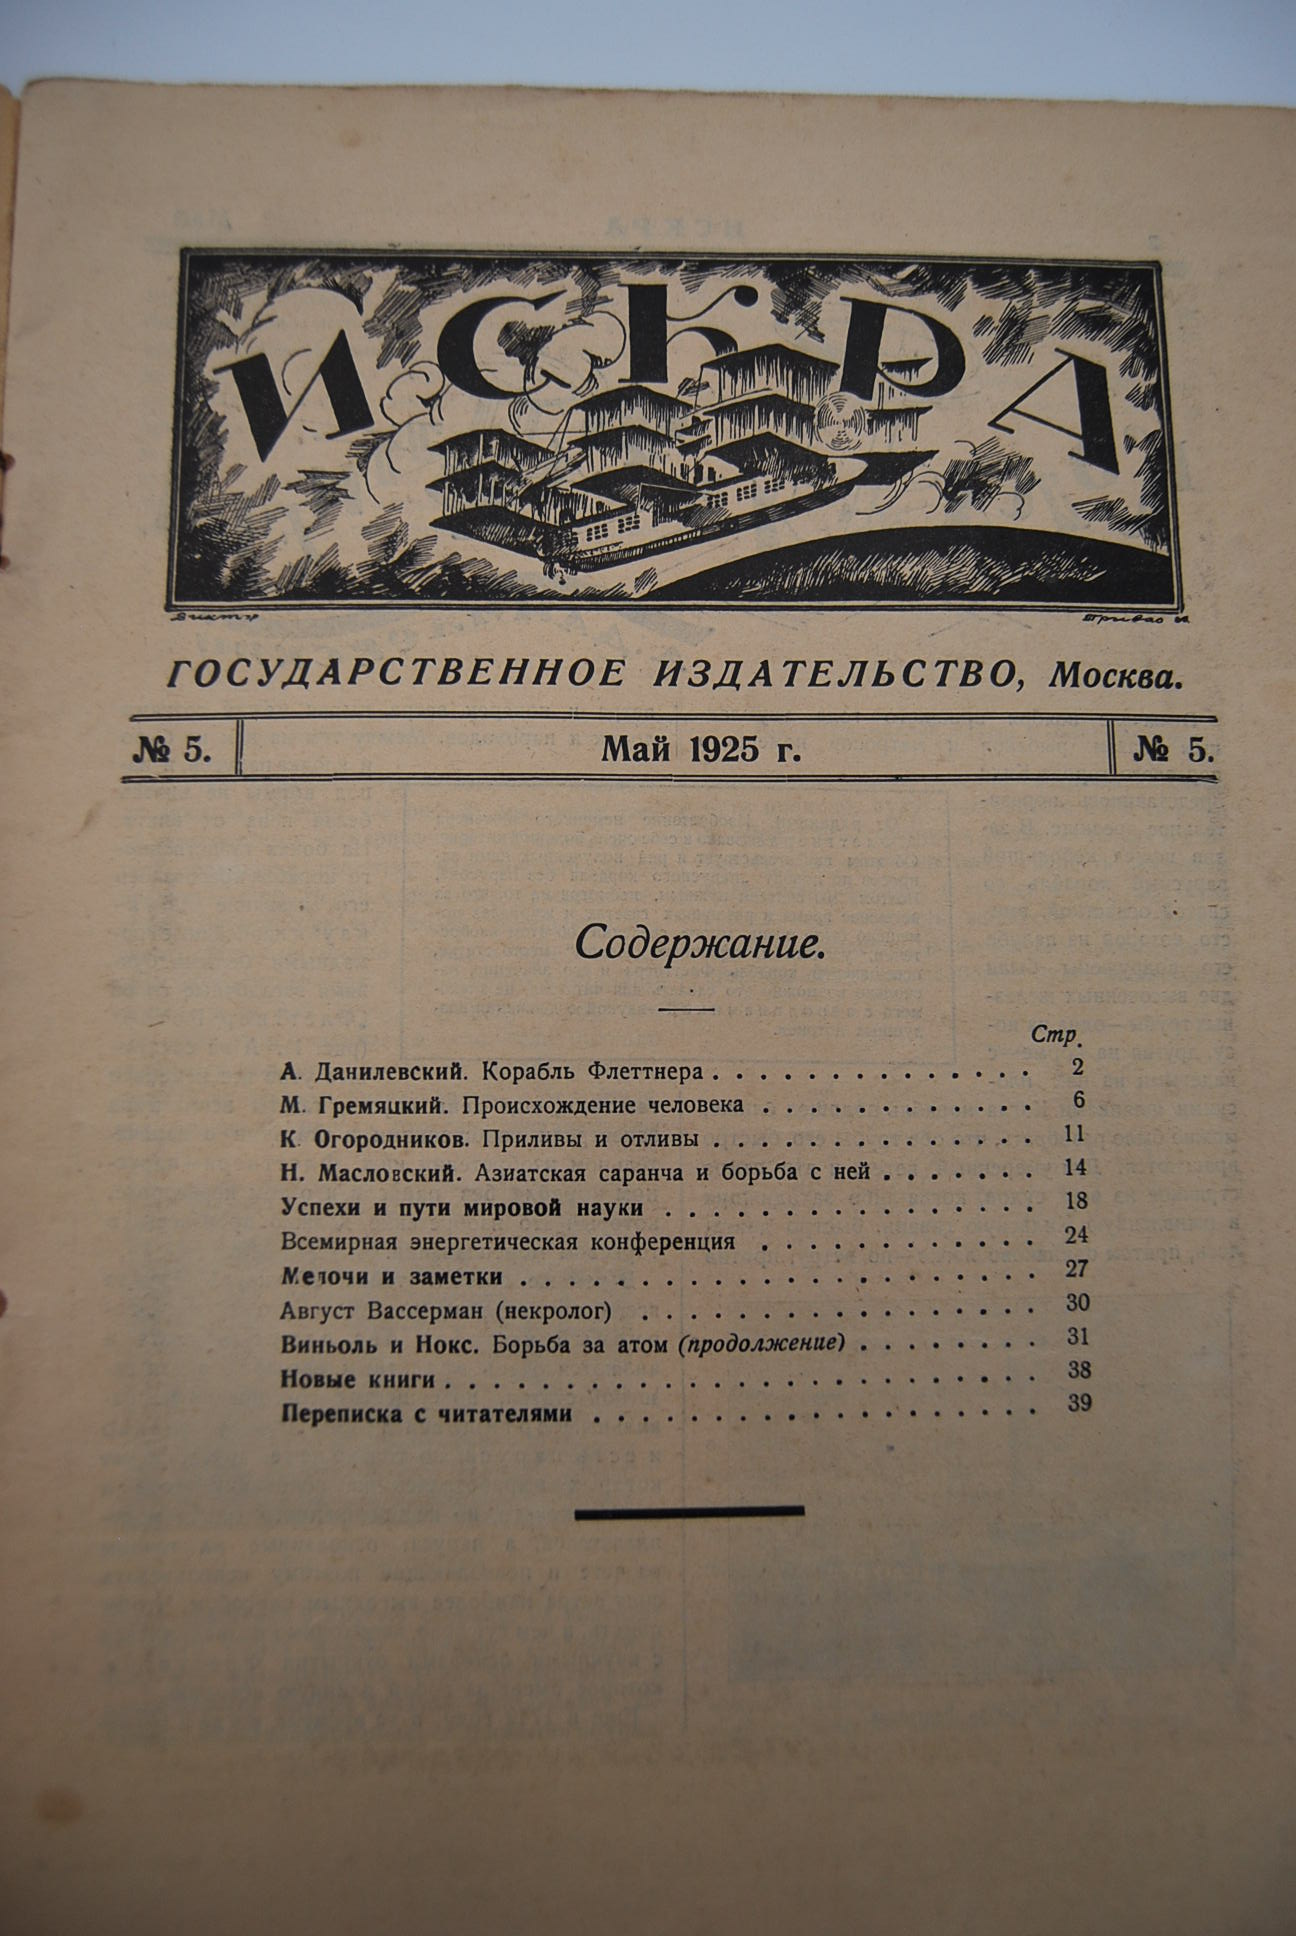 ИСКРА
Виктор
ГОСУДАРСТВЕННОЕ ИЗДАТЕЛЬСТВО, Москва.
№ 5. Май 1925 г. № 5.
Содержание.
Стр.
А. Данилевский. Корабль Флеттнера . . . . . . . . . . . . . 2
М. Гремяцкий. Происхождение человека . . . . . . . . . . . 6
К. Огородников. Приливы и отливы . . . . . . . . . . . . . 11
Н. Масловский. Азиатская саранча и борьба с ней . . . . . . . 14
Успехи и пути мировой науки . . . . . . . . . . . . . . . 18
Всемирная энергетическая конференция . . . . . . . . . . . 24
Мелочи и заметки . . . . . . . . . . . . . . . . . . . . 27
Август Вассерман (некролог) . . . . . . . . . . . . . . . 30
Виньоль и Нокс. Борьба за атом (продолжение) . . . . . . . 31
Новые книги . . . . . . . . . . . . . . . . . . . . . . . 38
Переписка с читателями . . . . . . . . . . . . . . . . . 39